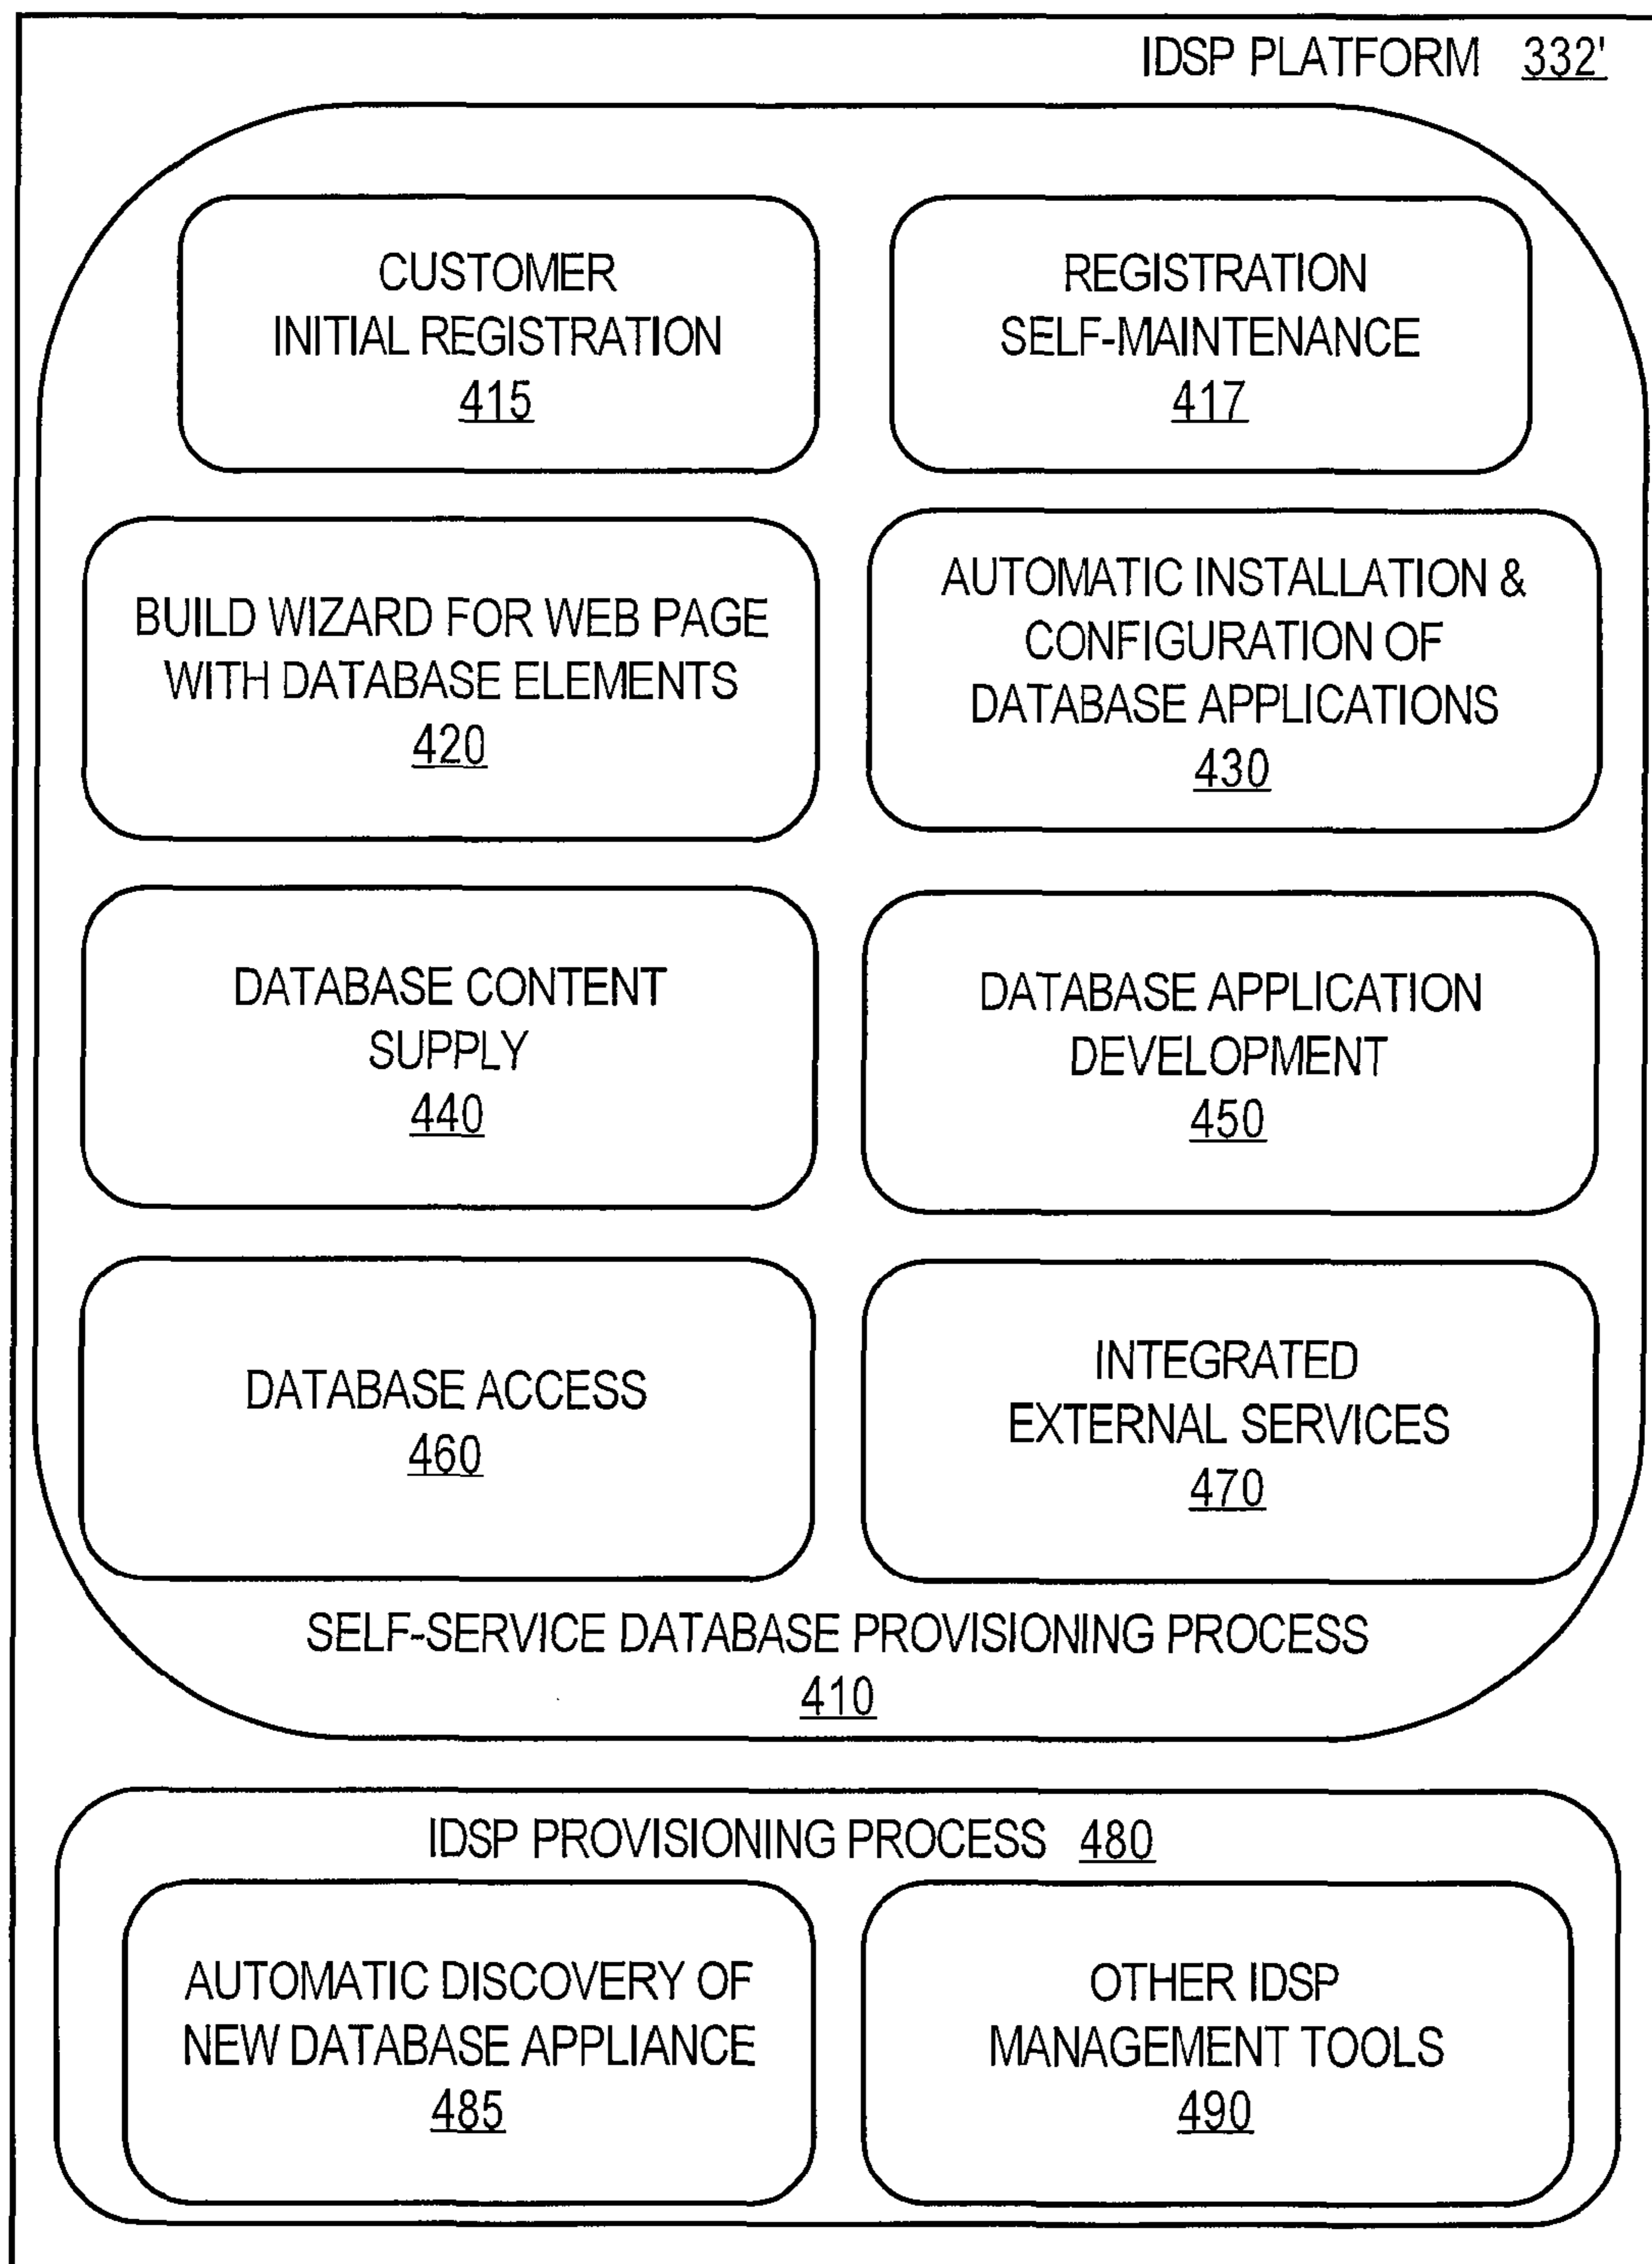 IDSP PLATFORM 332'
CUSTOMER
INITIAL REGISTRATION
415
REGISTRATION
SELF-MAINTENANCE
417
BUILD WIZARD FOR WEB PAGE
WITH DATABASE ELEMENTS
420
AUTOMATIC INSTALLATION &
CONFIGURATION OF
DATABASE APPLICATIONS
430
DATABASE CONTENT
SUPPLY
440
DATABASE APPLICATION
DEVELOPMENT
450
DATABASE ACCESS
460
INTEGRATED
EXTERNAL SERVICES
470
SELF-SERVICE DATABASE PROVISIONING PROCESS
410
IDSP PROVISIONING PROCESS 480
AUTOMATIC DISCOVERY OF
NEW DATABASE APPLIANCE
485
OTHER IDSP
MANAGEMENT TOOLS
490